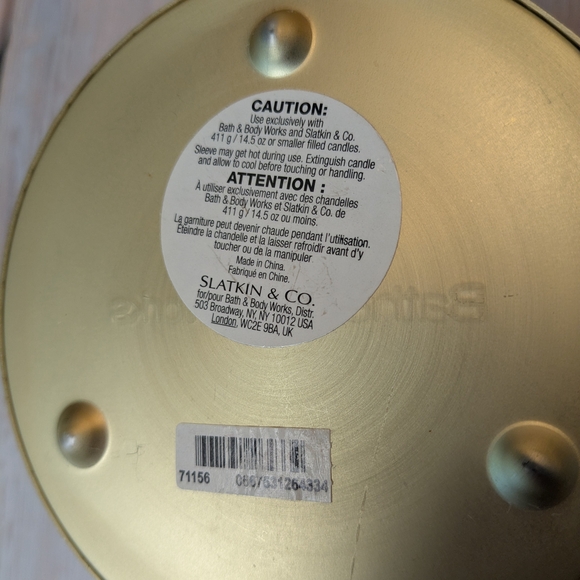 CAUTION:
Use exclusively with
Bath & Body Works and Slatkin & Co.
411 g / 14.5 oz or smaller filled candles.
Sleeve may get hot during use. Extinguish candle
and allow to cool before touching or handling.
ATTENTION :
À utiliser exclusivement avec des chandelles
Bath & Body Works et Slatkin & Co. de
411 g / 14.5 oz ou moins.
La garniture peut devenir chaude pendant l'utilisation.
Éteindre la chandelle et la laisser refroidir avant d'y
toucher ou de la manipuler
Made in China.
Fabriqué en Chine.
SLATKIN & CO.
for/pour Bath & Body Works, Distr.
503 Broadway, NY, NY 10012 USA
London, WC2E 9BA, UK
71156 0667531264334